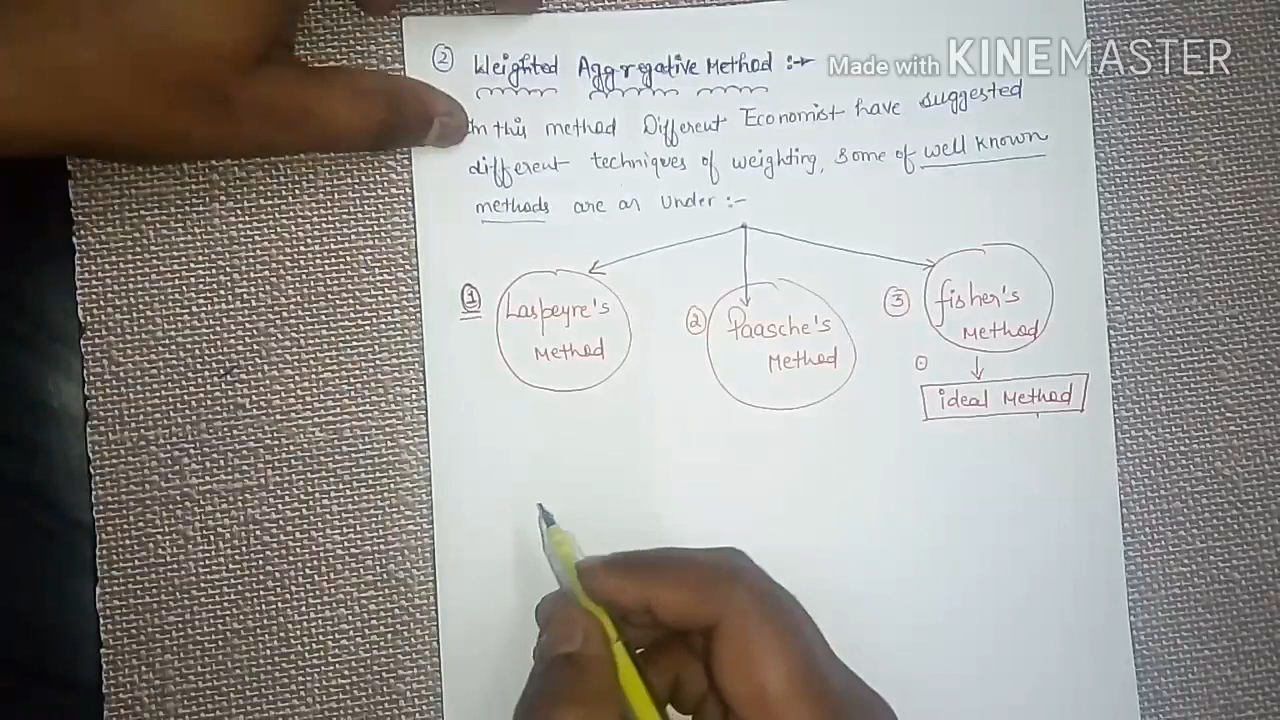 ② Weighted Aggregative Method :→
Made with KINEMASTER
In this method Different Economist have suggested
different techniques of weighting, Some of well known
methods are as under :-
① Laspeyre's
Method
② Paasche's
Method
③ fisher's
Method
ideal Method